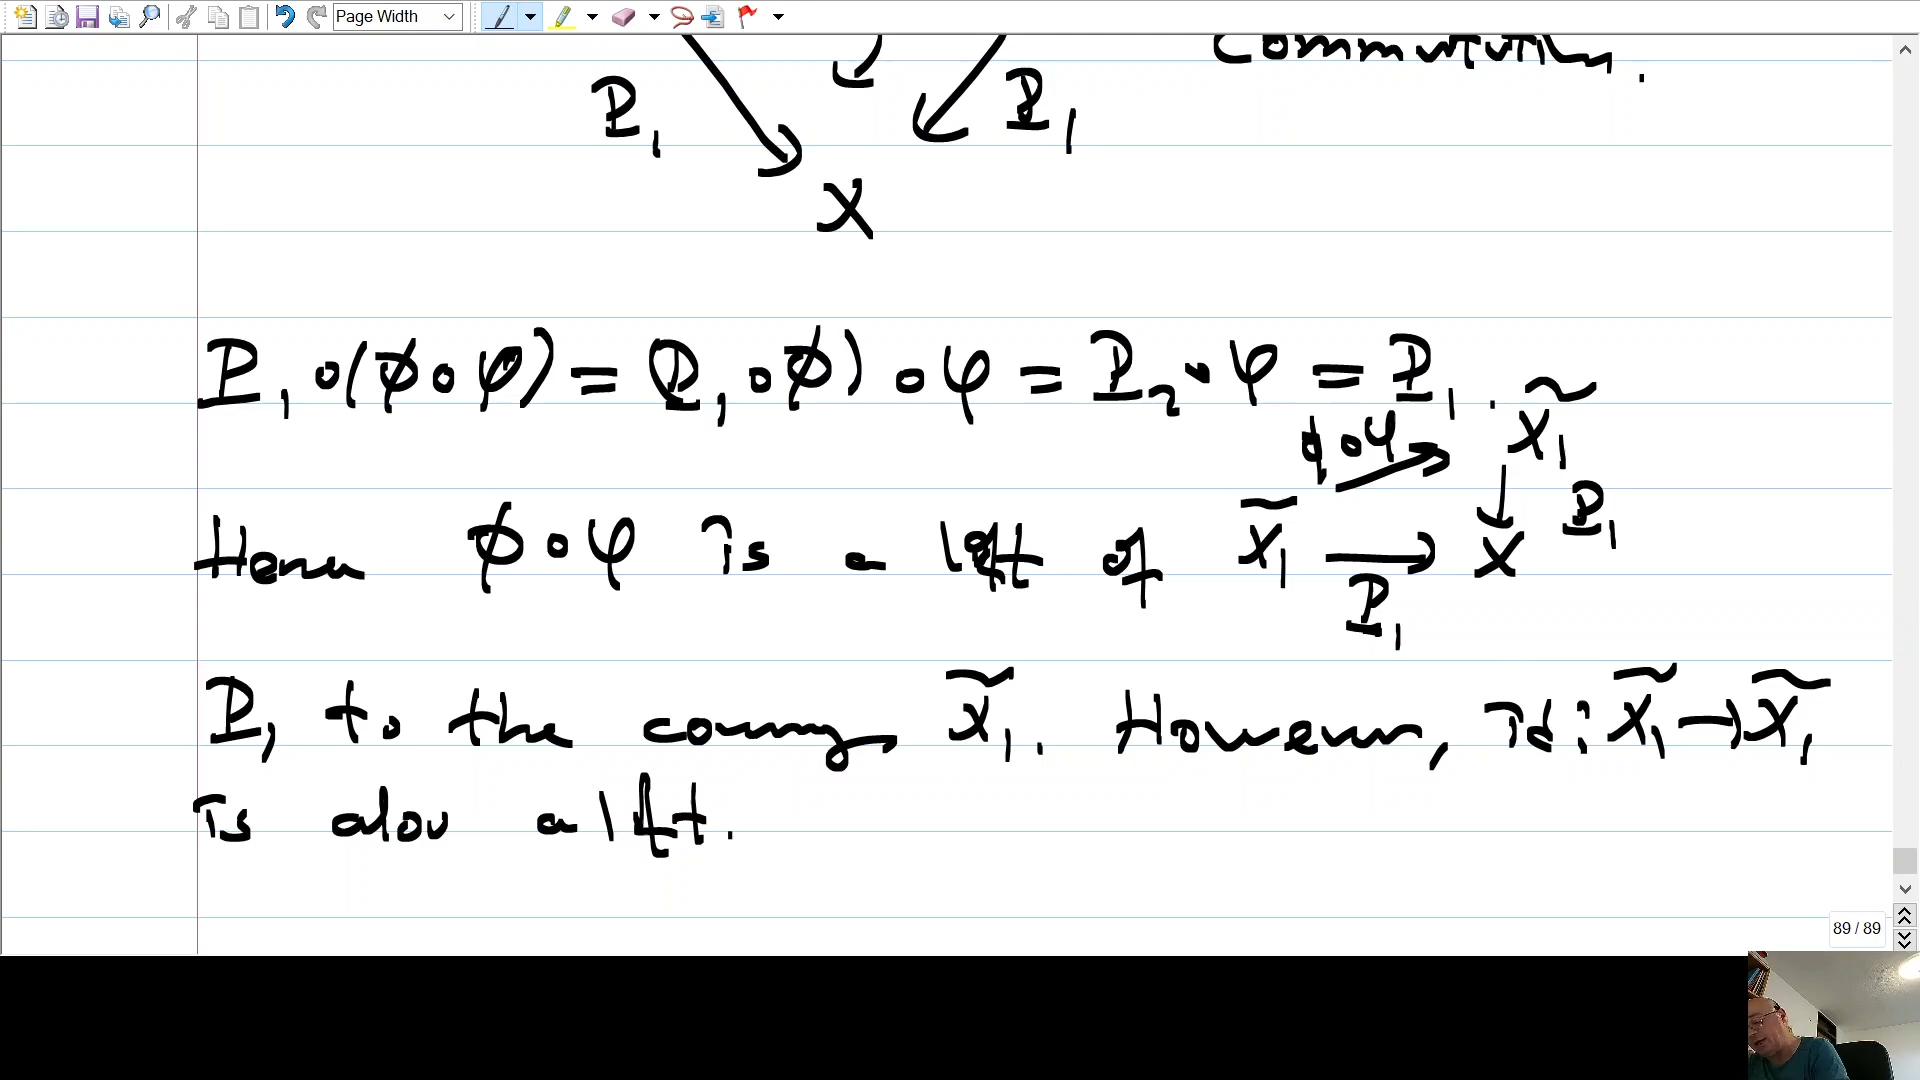 Page Width
commutative.
P₁ P₁
X
P₁ ∘ (φ ∘ ψ) = (P₁ ∘ φ) ∘ ψ = P₂ ∘ ψ = P₁.
φ ∘ ψ X̃₁
Hence φ ∘ ψ is a lift of X̃₁ → X P₁
P₁
P₁ to the covering X̃₁. However, id: X̃₁ → X̃₁
is also a lift.
89 / 89